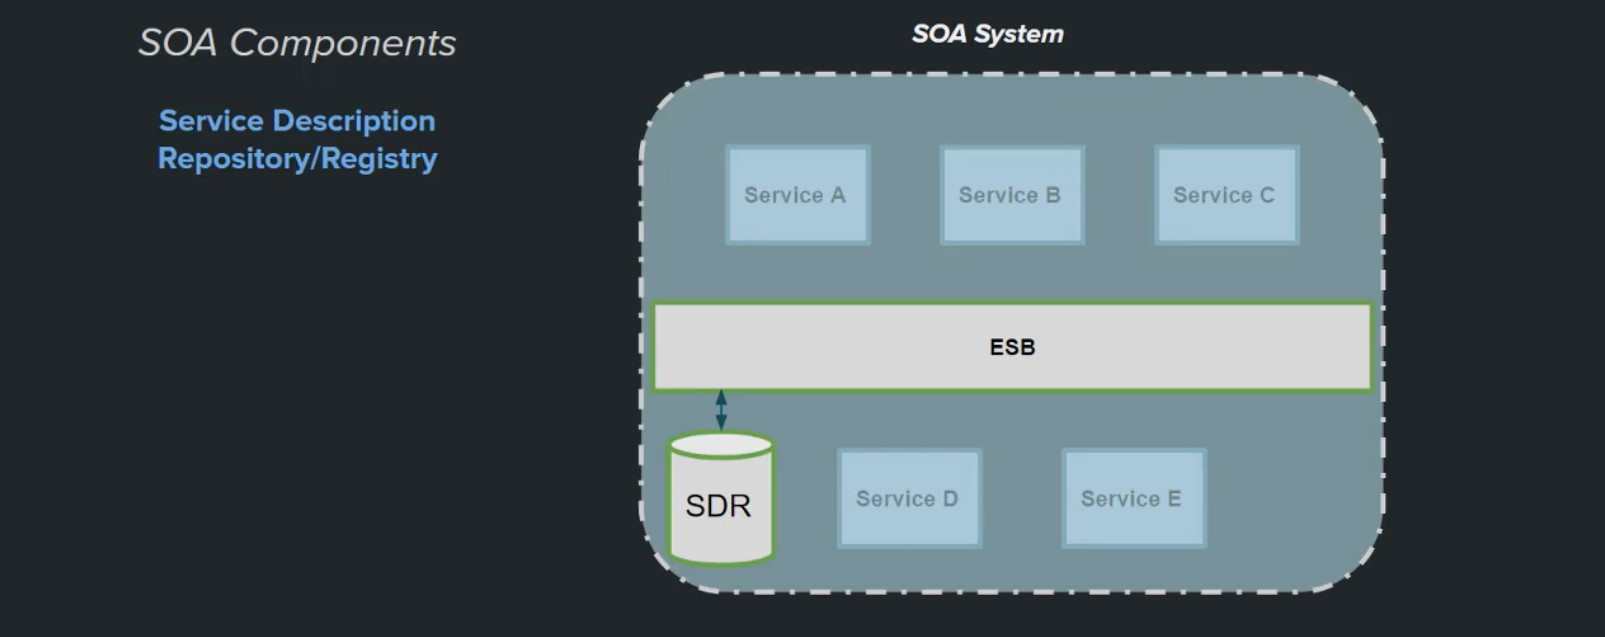 SOA Components
Service Description
Repository/Registry
SOA System
Service A
Service B
Service C
ESB
SDR
Service D
Service E